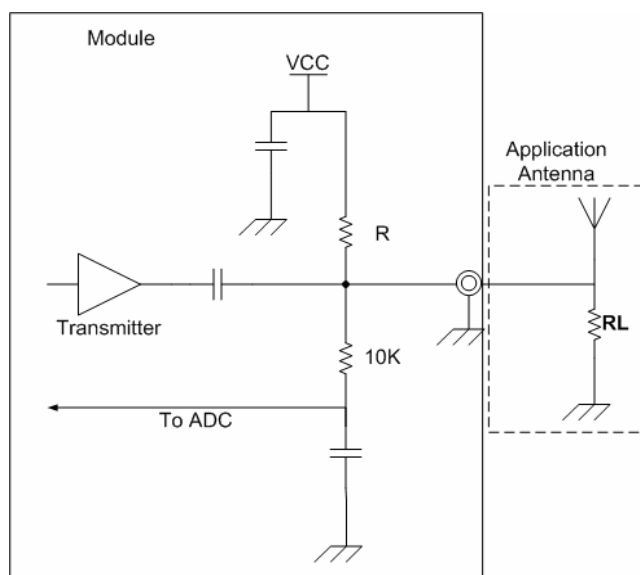 Module
VCC
Application
Antenna
R
Transmitter
RL
10K
To ADC